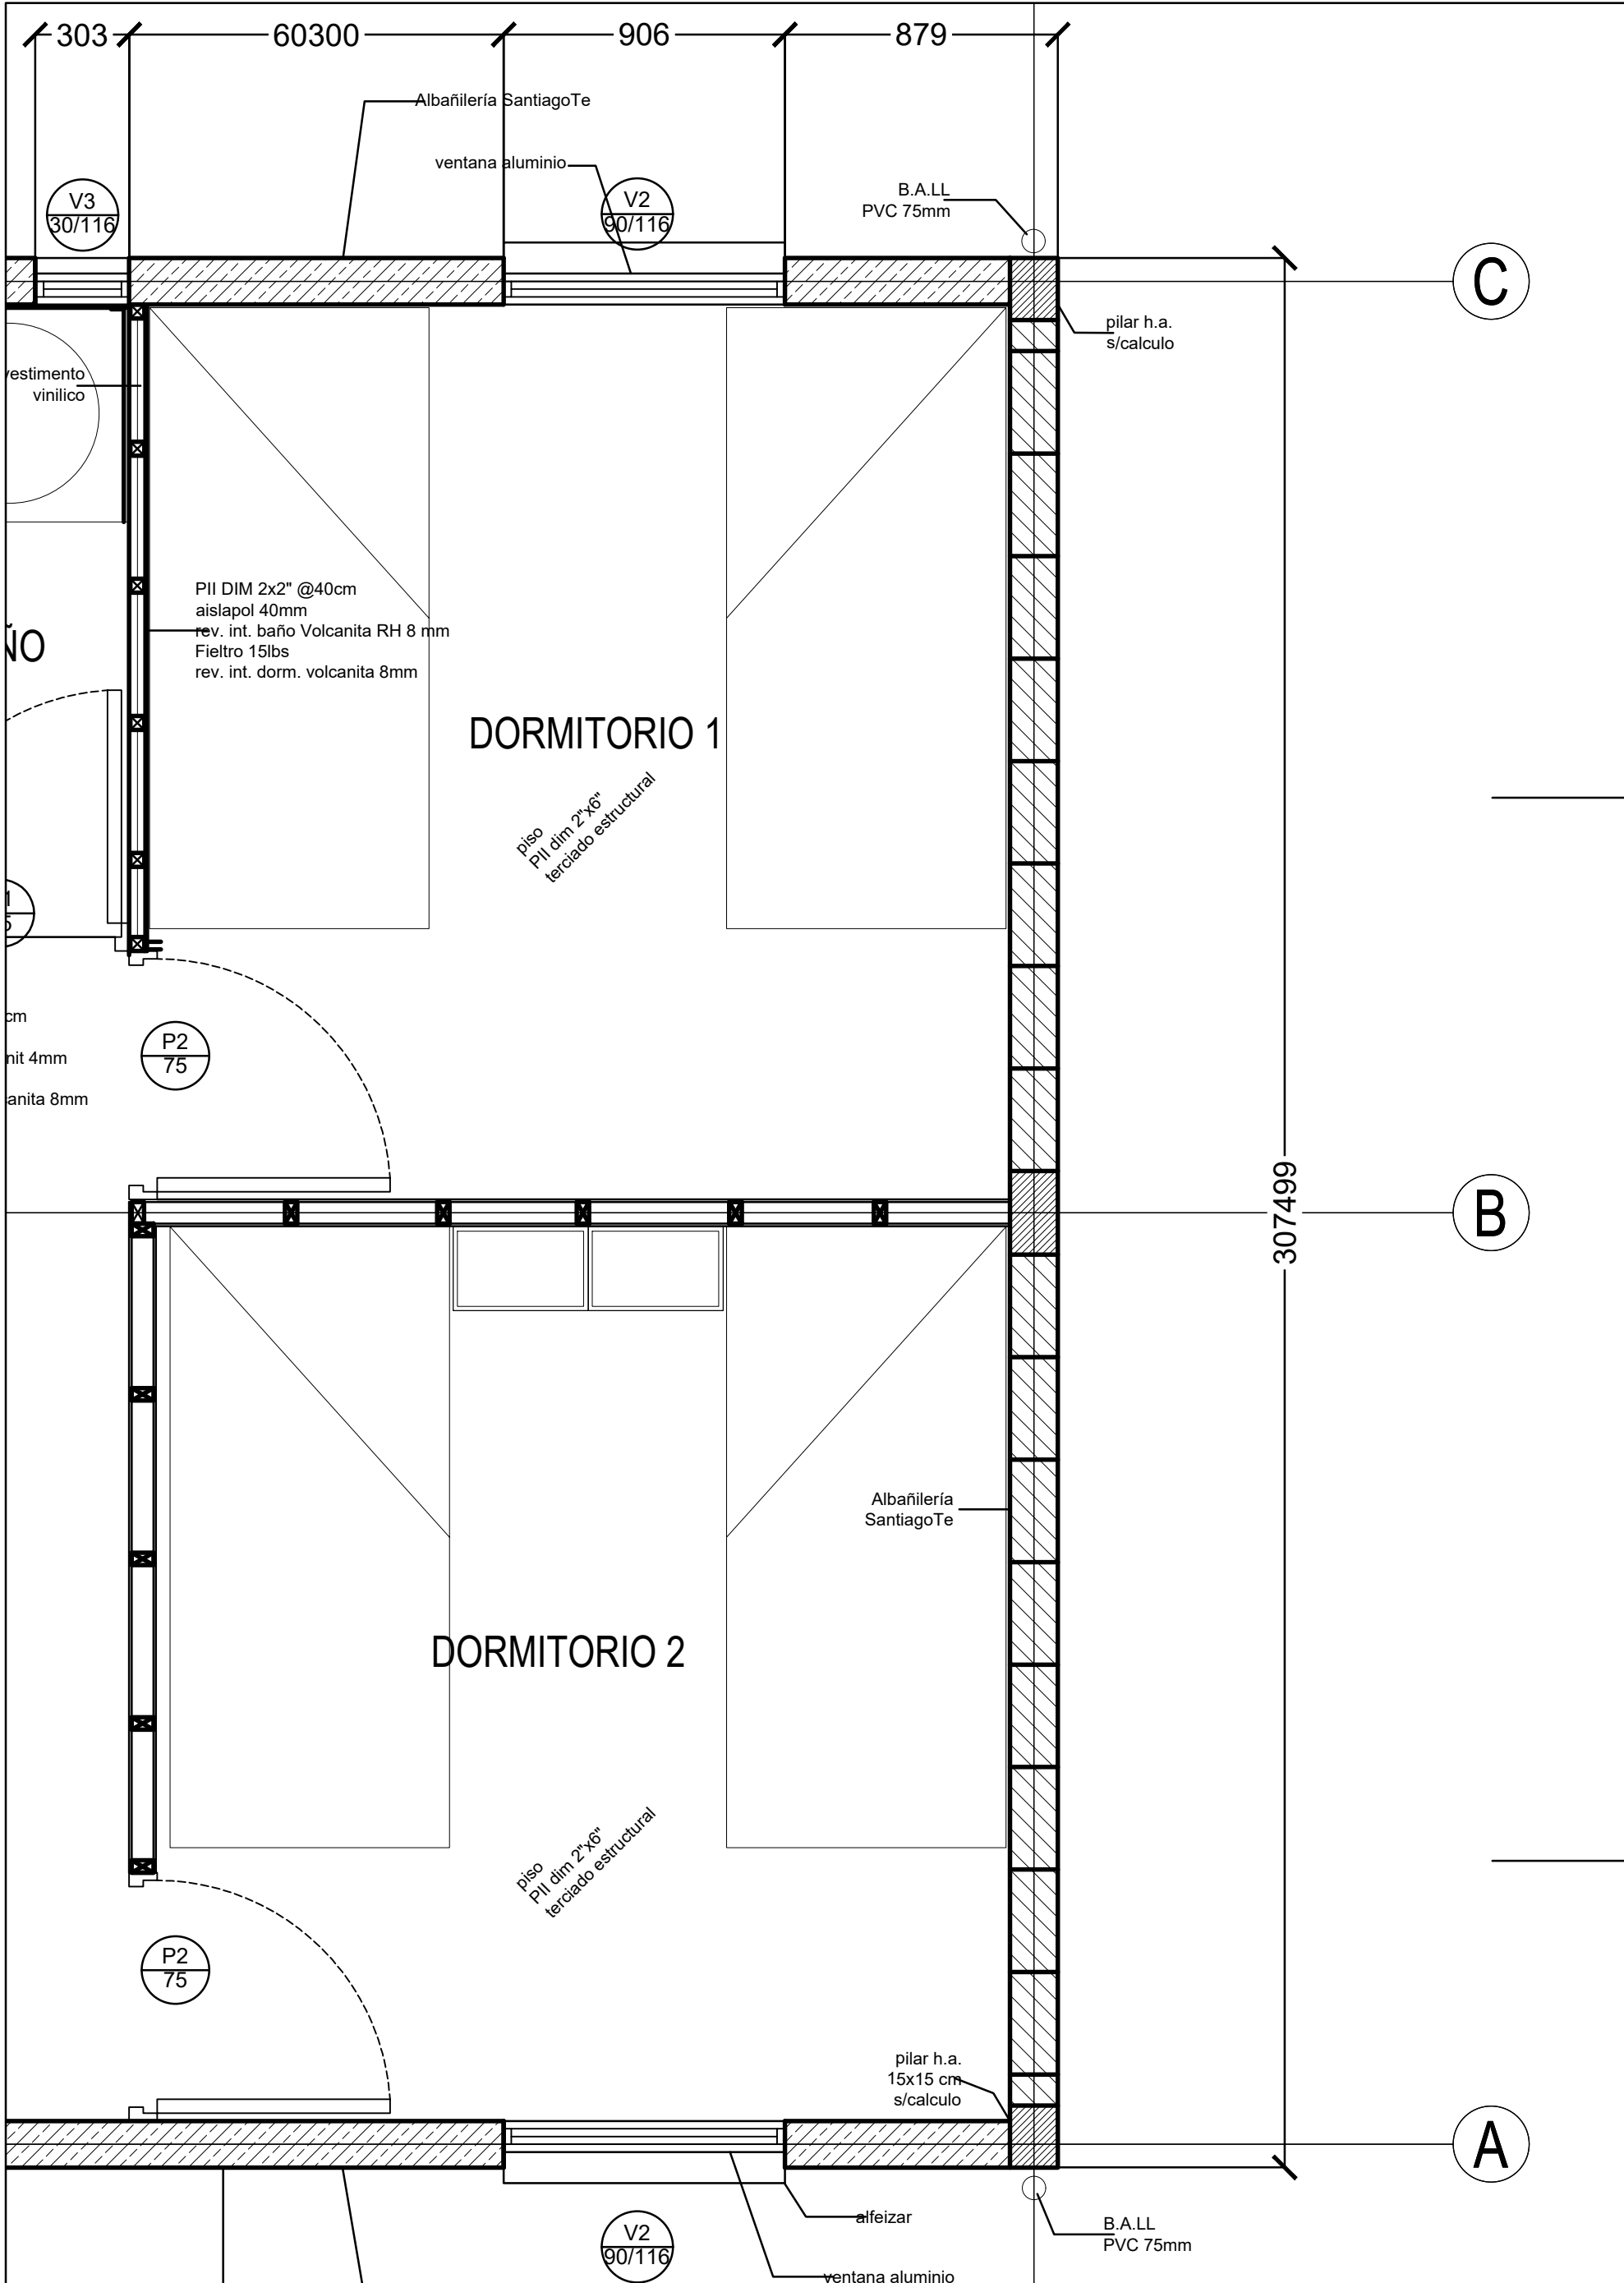 303
60300
906
879
Albañilería SantiagoTe
ventana aluminio
V3
30/116
V2
90/116
B.A.LL
PVC 75mm
C
pilar h.a.
s/calculo
vestimento
vinilico
PII DIM 2x2" @40cm
aislapol 40mm
rev. int. baño Volcanita RH 8 mm
Fieltro 15lbs
rev. int. dorm. volcanita 8mm
ÑO
DORMITORIO 1
piso
PII dim 2"x6"
terciado estructural
1
5
cm
nit 4mm
anita 8mm
P2
75
B
307499
Albañilería
SantiagoTe
DORMITORIO 2
piso
PII dim 2"x6"
terciado estructural
P2
75
pilar h.a.
15x15 cm
s/calculo
A
alfeizar
V2
90/116
B.A.LL
PVC 75mm
ventana aluminio